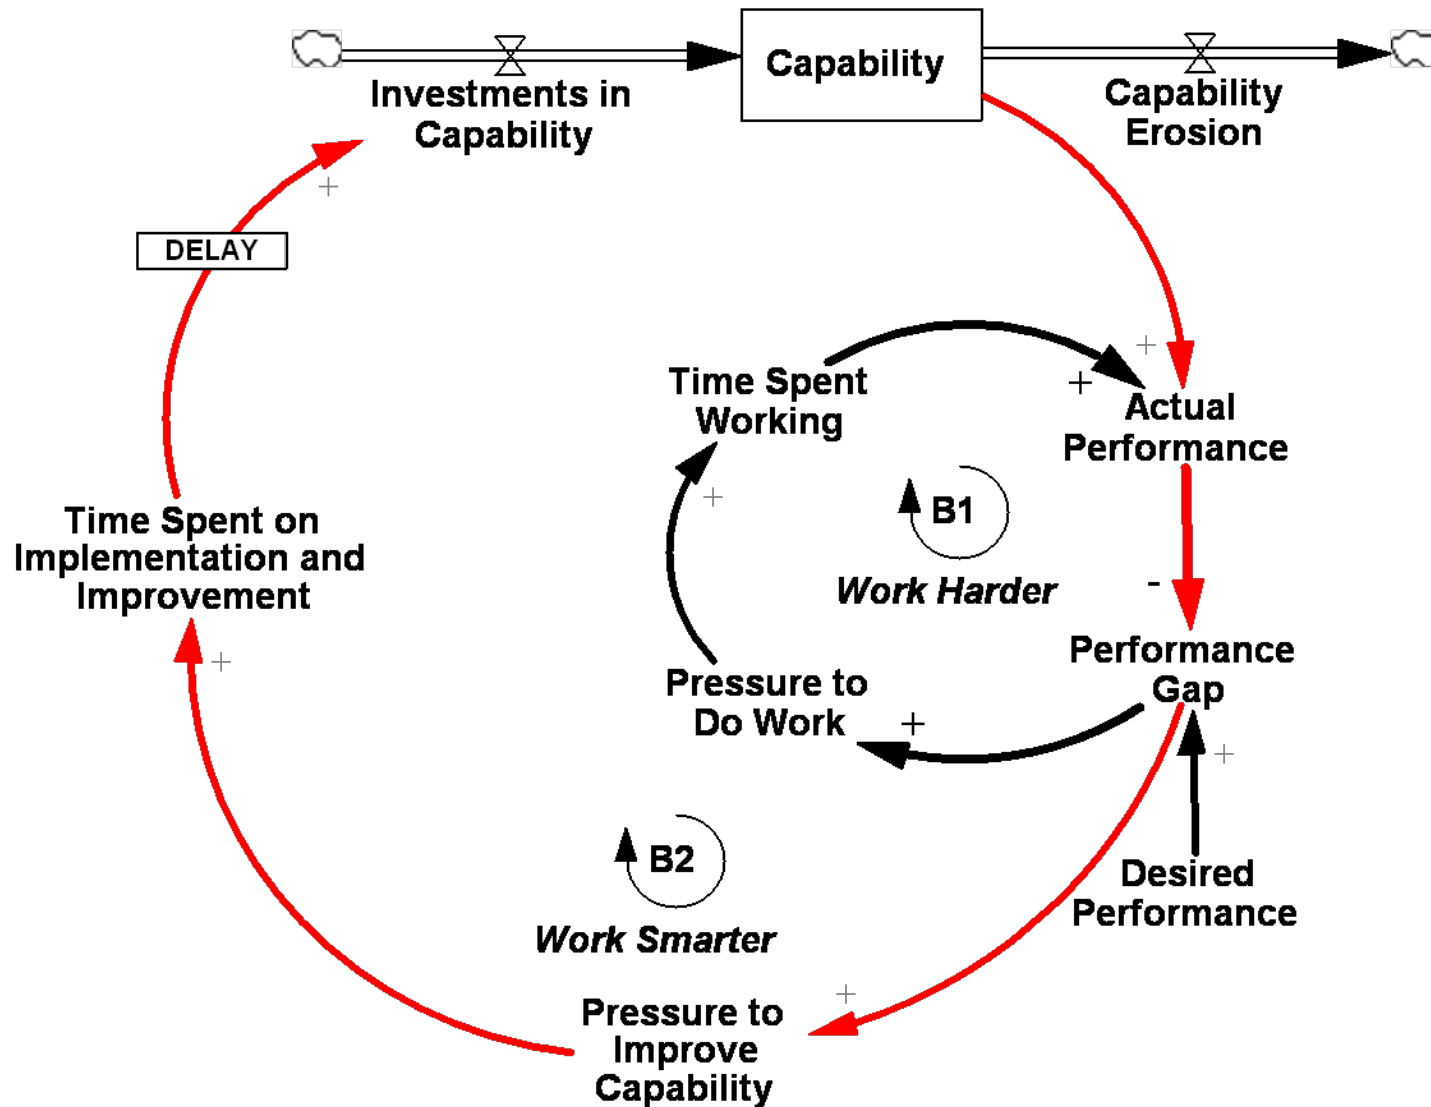 Capability
Investments in
Capability
Capability
Erosion
+
DELAY
+
Time Spent
Working
+
Actual
Performance
+
B1
Work Harder
-
Time Spent on
Implementation and
Improvement
+
Performance
Gap
Pressure to
Do Work
+
+
B2
Work Smarter
Desired
Performance
+
Pressure to
Improve
Capability